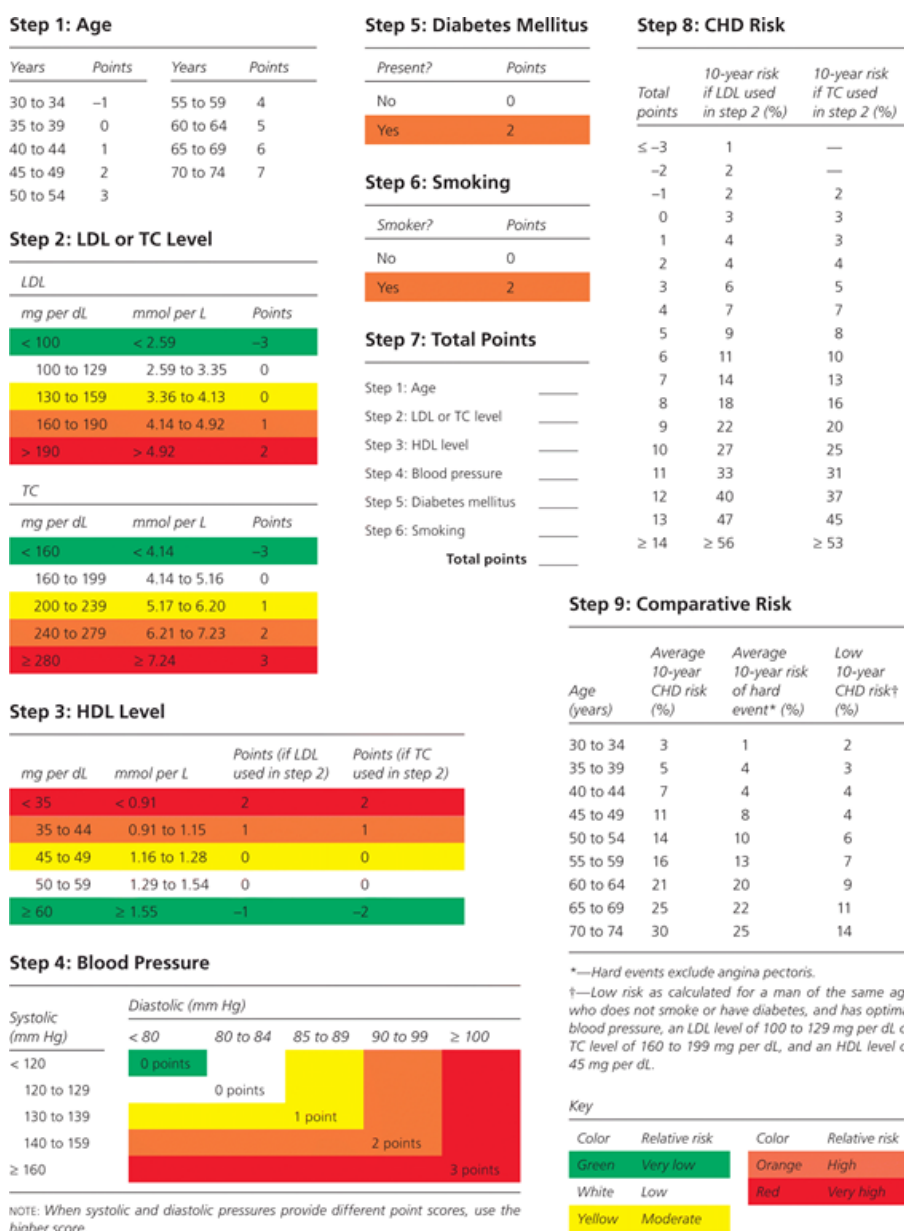 Step 1: Age
Years Points Years Points
30 to 34 –1 55 to 59 4
35 to 39 0 60 to 64 5
40 to 44 1 65 to 69 6
45 to 49 2 70 to 74 7
50 to 54 3
Step 2: LDL or TC Level
LDL
mg per dL mmol per L Points
< 100 < 2.59 –3
100 to 129 2.59 to 3.35 0
130 to 159 3.36 to 4.13 0
160 to 190 4.14 to 4.92 1
> 190 > 4.92 2
TC
mg per dL mmol per L Points
< 160 < 4.14 –3
160 to 199 4.14 to 5.16 0
200 to 239 5.17 to 6.20 1
240 to 279 6.21 to 7.23 2
≥ 280 ≥ 7.24 3
Step 3: HDL Level
Points (if LDL Points (if TC
mg per dL mmol per L used in step 2) used in step 2)
< 35 < 0.91 2 2
35 to 44 0.91 to 1.15 1 1
45 to 49 1.16 to 1.28 0 0
50 to 59 1.29 to 1.54 0 0
≥ 60 ≥ 1.55 –1 –2
Step 4: Blood Pressure
Systolic Diastolic (mm Hg)
(mm Hg) < 80 80 to 84 85 to 89 90 to 99 ≥ 100
< 120 0 points
120 to 129 0 points
130 to 139 1 point
140 to 159 2 points
≥ 160 3 points
NOTE: When systolic and diastolic pressures provide different point scores, use the
higher score.
Step 5: Diabetes Mellitus
Present? Points
No 0
Yes 2
Step 6: Smoking
Smoker? Points
No 0
Yes 2
Step 7: Total Points
Step 1: Age
Step 2: LDL or TC level
Step 3: HDL level
Step 4: Blood pressure
Step 5: Diabetes mellitus
Step 6: Smoking
Total points
Step 8: CHD Risk
10-year risk 10-year risk
Total if LDL used if TC used
points in step 2 (%) in step 2 (%)
≤ –3 1 —
–2 2 —
–1 2 2
0 3 3
1 4 3
2 4 4
3 6 5
4 7 7
5 9 8
6 11 10
7 14 13
8 18 16
9 22 20
10 27 25
11 33 31
12 40 37
13 47 45
≥ 14 ≥ 56 ≥ 53
Step 9: Comparative Risk
Average Average Low
10-year 10-year risk 10-year
Age CHD risk of hard CHD risk†
(years) (%) event* (%) (%)
30 to 34 3 1 2
35 to 39 5 4 3
40 to 44 7 4 4
45 to 49 11 8 4
50 to 54 14 10 6
55 to 59 16 13 7
60 to 64 21 20 9
65 to 69 25 22 11
70 to 74 30 25 14
*—Hard events exclude angina pectoris.
†—Low risk as calculated for a man of the same ag
who does not smoke or have diabetes, and has optima
blood pressure, an LDL level of 100 to 129 mg per dL o
TC level of 160 to 199 mg per dL, and an HDL level o
45 mg per dL.
Key
Color Relative risk Color Relative risk
Green Very low Orange High
White Low Red Very high
Yellow Moderate